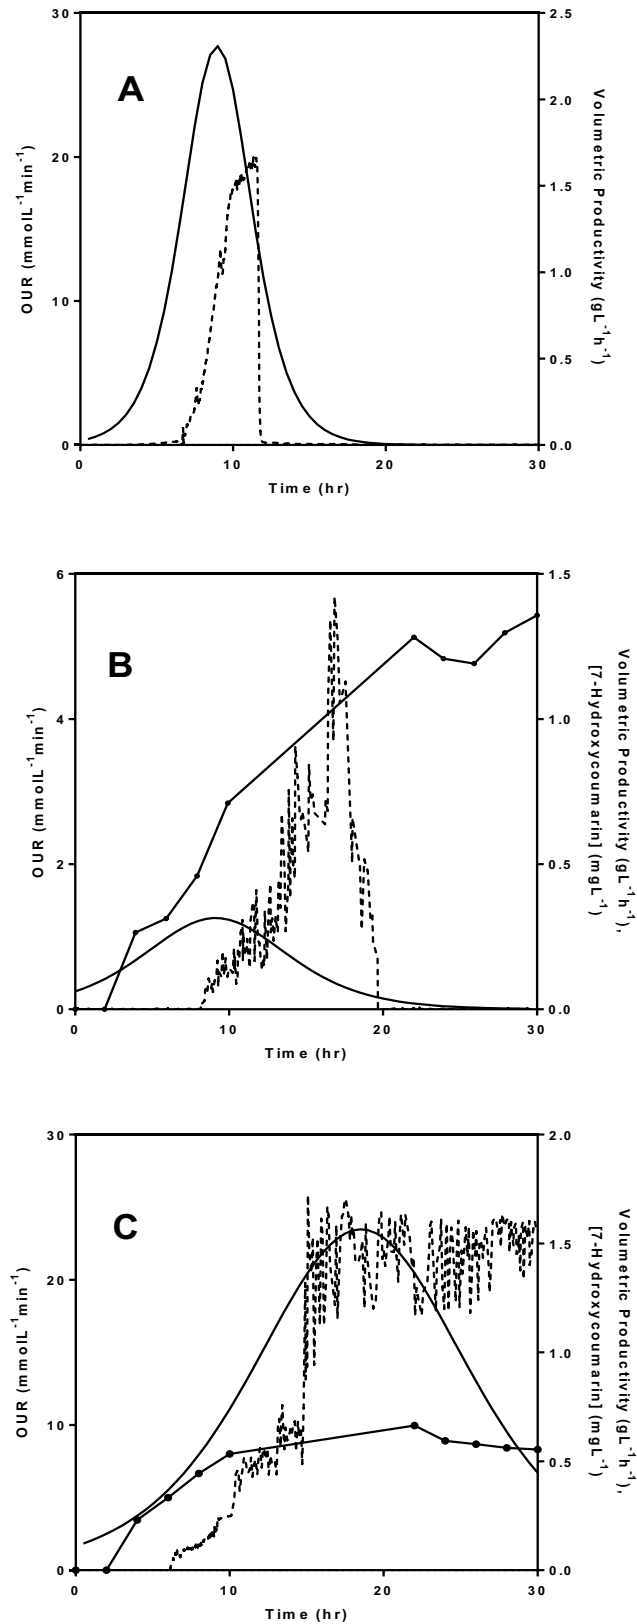 A
30
20
10
0
2.5
2.0
1.5
1.0
0.5
0.0
0 10 20 30
Time (hr)
OUR (mmolL⁻¹min⁻¹)
Volumetric Productivity (gL⁻¹h⁻¹)
B
6
4
2
0
1.5
1.0
0.5
0.0
0 10 20 30
Time (hr)
OUR (mmolL⁻¹min⁻¹)
Volumetric Productivity (gL⁻¹h⁻¹),
[7-Hydroxycoumarin] (mgL⁻¹)
C
30
20
10
0
2.0
1.5
1.0
0.5
0.0
0 10 20 30
Time (hr)
OUR (mmolL⁻¹min⁻¹)
Volumetric Productivity (gL⁻¹h⁻¹),
[7-Hydroxycoumarin] (mgL⁻¹)